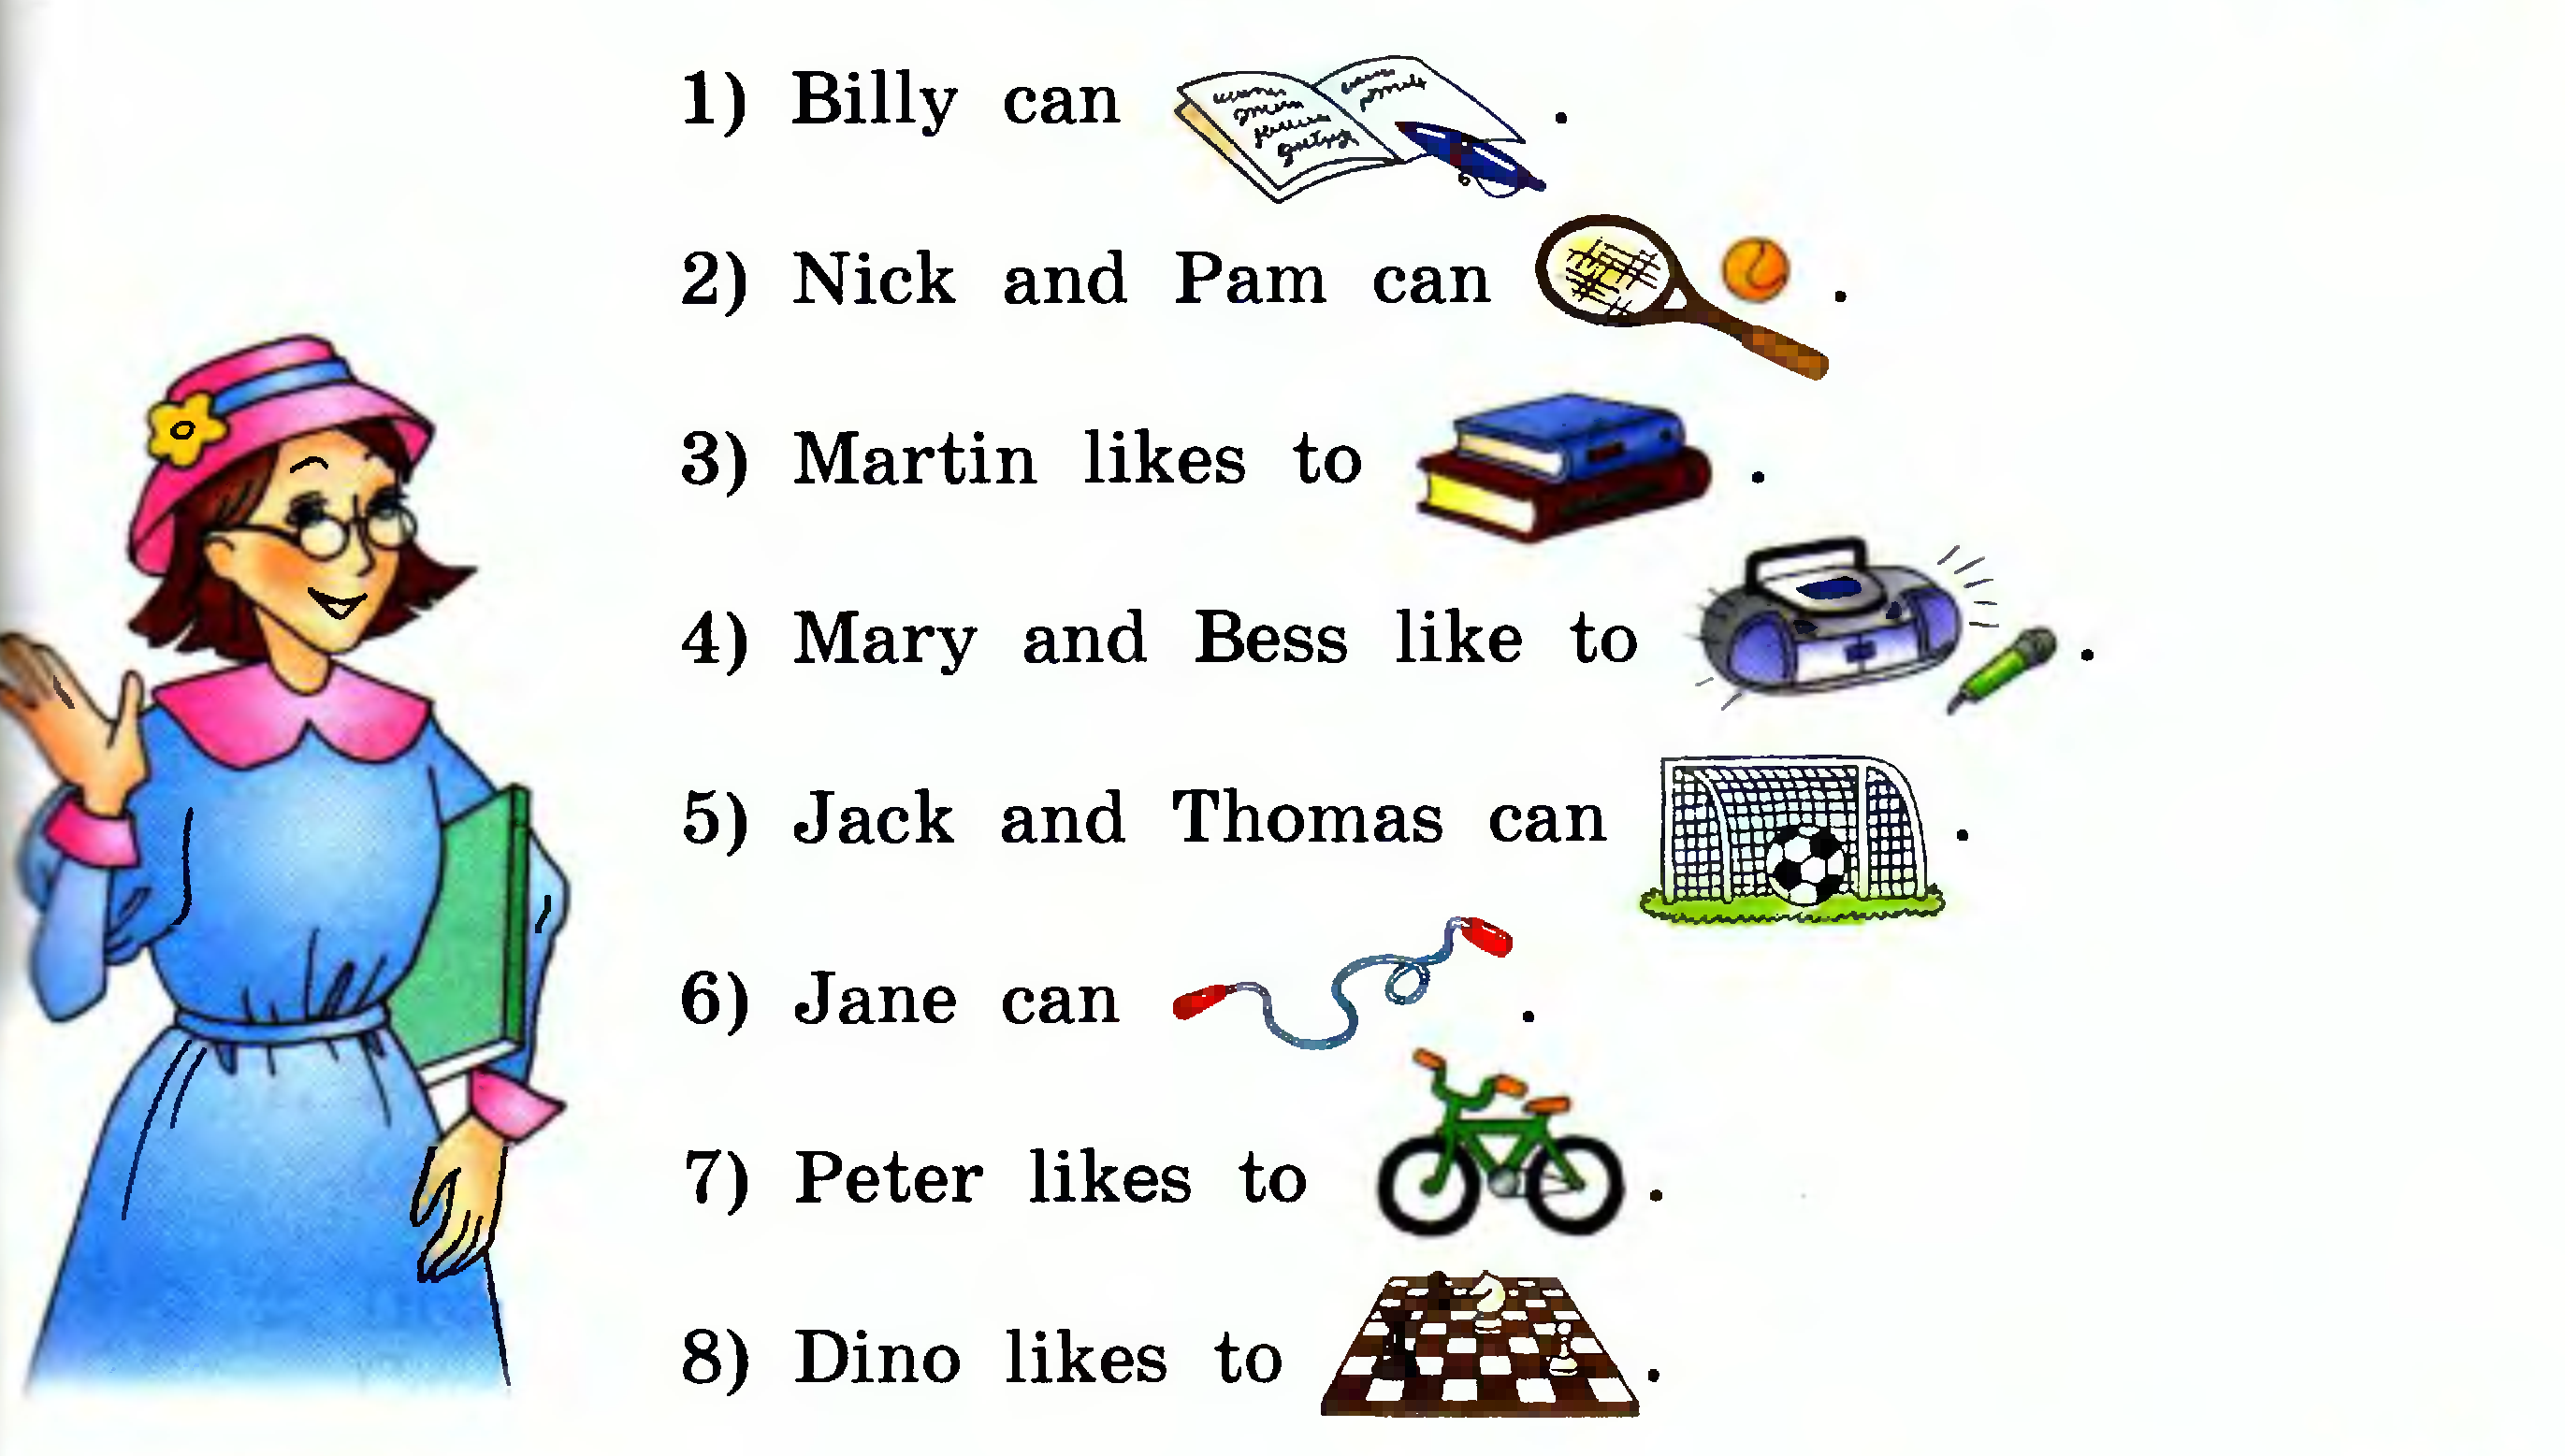 1) Billy can .
2) Nick and Pam can .
3) Martin likes to .
4) Mary and Bess like to .
5) Jack and Thomas can .
6) Jane can .
7) Peter likes to .
8) Dino likes to .